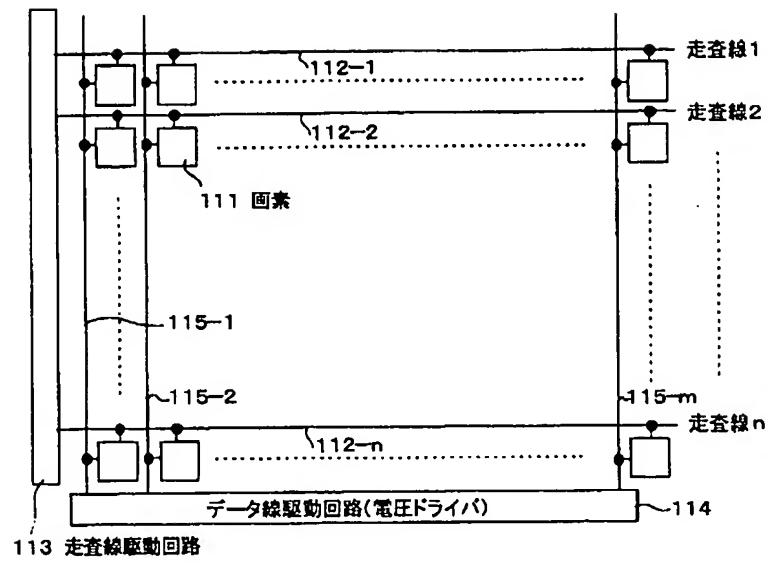 走査線1
112-1
走査線2
112-2
111 画素
115-1
115-2
115-m
走査線n
112-n
データ線駆動回路(電圧ドライバ)
114
113 走査線駆動回路